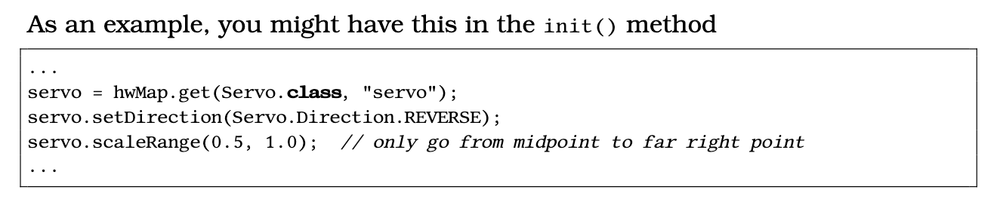 As an example, you might have this in the init() method
...
servo = hwMap.get(Servo.class, "servo");
servo.setDirection(Servo.Direction.REVERSE);
servo.scaleRange(0.5, 1.0);  // only go from midpoint to far right point
...